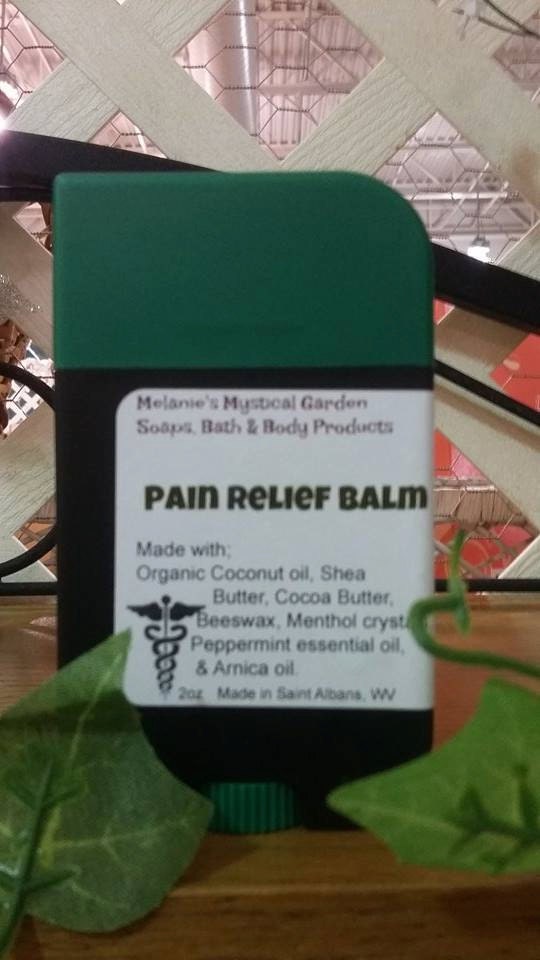 Melanie's Mystical Garden
Soaps, Bath & Body Products
Pain Relief Balm
Made with;
Organic Coconut oil, Shea
Butter, Cocoa Butter,
Beeswax, Menthol
Peppermint essential oil,
& Arnica oil.
2oz Made in Saint Albans, WV